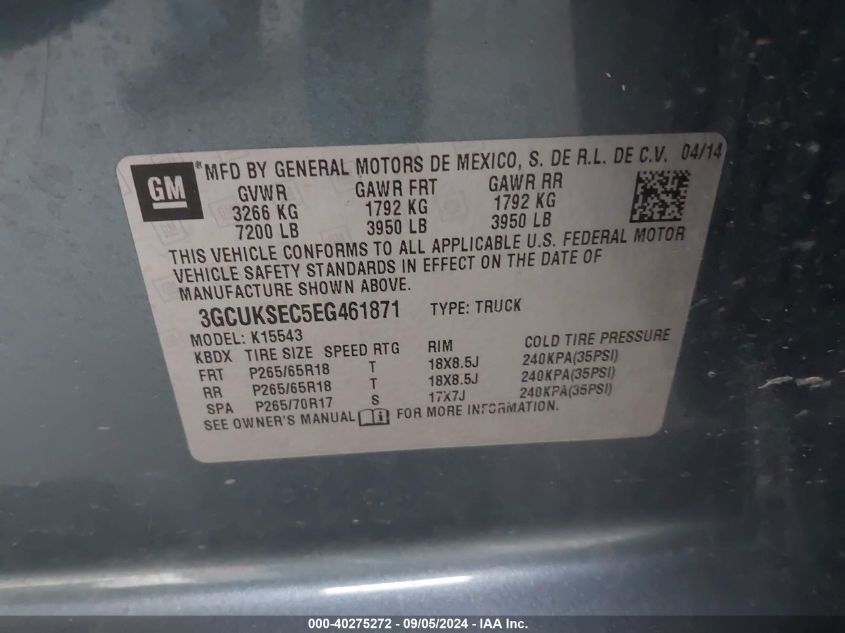 GM ® MFD BY GENERAL MOTORS DE MEXICO, S. DE R.L. DE C.V. 04/14
GVWR GAWR FRT GAWR RR
3266 KG 1792 KG 1792 KG
7200 LB 3950 LB 3950 LB
THIS VEHICLE CONFORMS TO ALL APPLICABLE U.S. FEDERAL MOTOR
VEHICLE SAFETY STANDARDS IN EFFECT ON THE DATE OF
MANUFACTURE SHOWN ABOVE.
3GCUKSEC5EG461871 TYPE: TRUCK
MODEL: K15543
KBDX TIRE SIZE SPEED RTG RIM COLD TIRE PRESSURE
FRT P265/65R18 T 18X8.5J 240KPA(35PSI)
RR P265/65R18 T 18X8.5J 240KPA(35PSI)
SPA P265/70R17 S 17X7J 240KPA(35PSI)
SEE OWNER'S MANUAL FOR MORE INFORMATION.
000-40275272 - 09/05/2024 - IAA Inc.